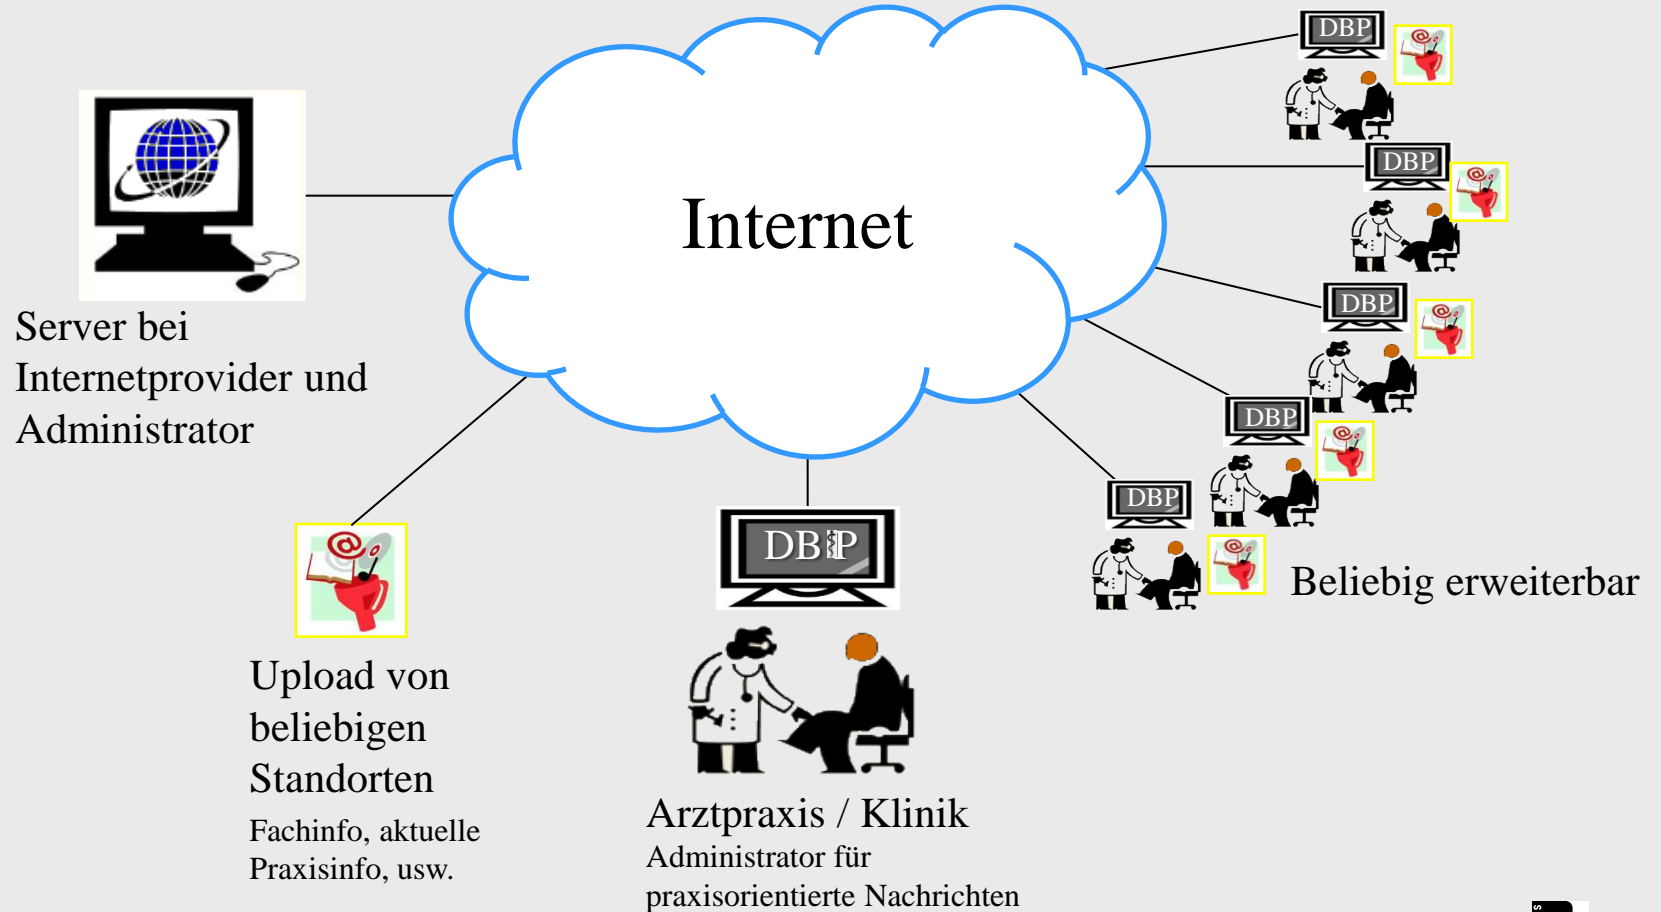 DBP
DBP
Internet
DBP
Server bei
Internetprovider und
Administrator
DBP
DBP
DBP
Beliebig erweiterbar
Upload von
beliebigen
Standorten
Fachinfo, aktuelle
Praxisinfo, usw.
Arztpraxis / Klinik
Administrator für
praxisorientierte Nachrichten